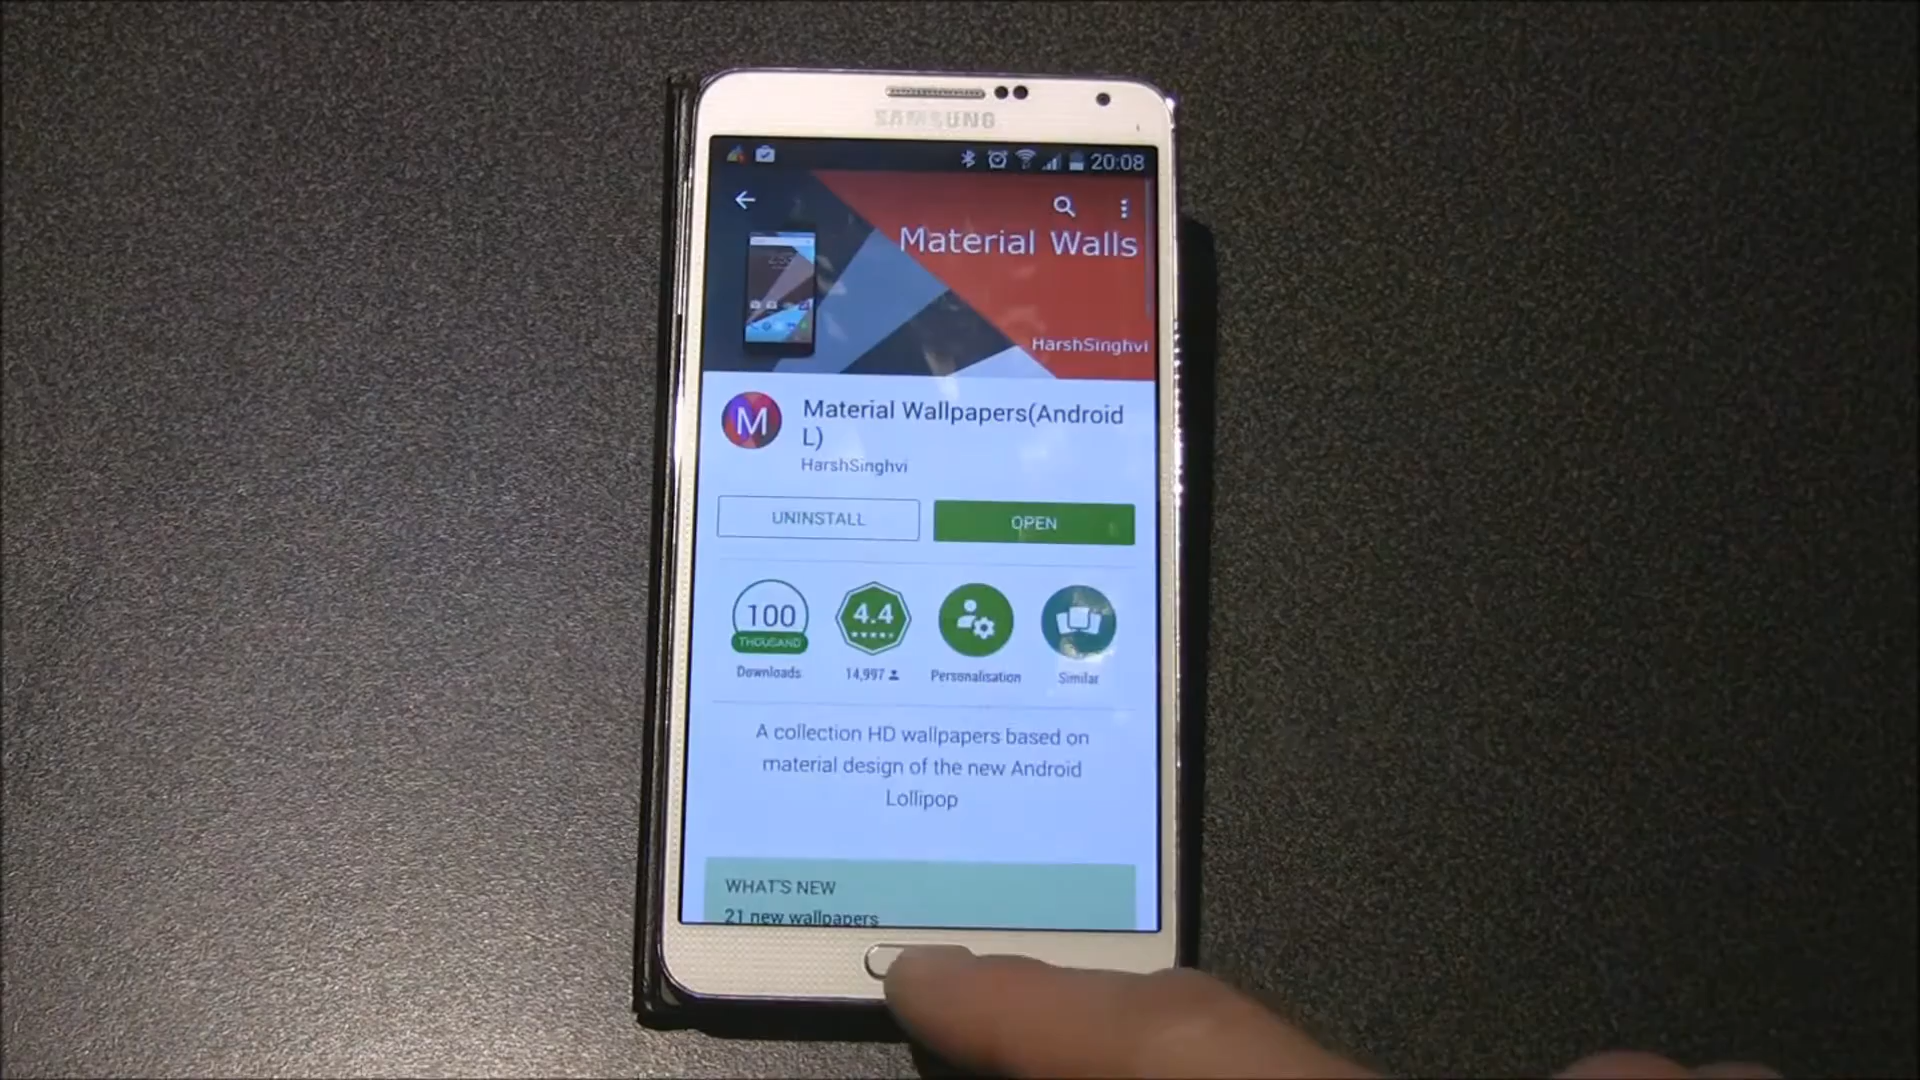 SAMSUNG
20:08
Material Walls
HarshSinghvi
M
Material Wallpapers(Android
L)
HarshSinghvi
UNINSTALL
OPEN
100
THOUSAND
4.4
Downloads
14,997
Personalisation
Similar
A collection HD wallpapers based on
material design of the new Android
Lollipop
WHAT'S NEW
21 new wallpapers